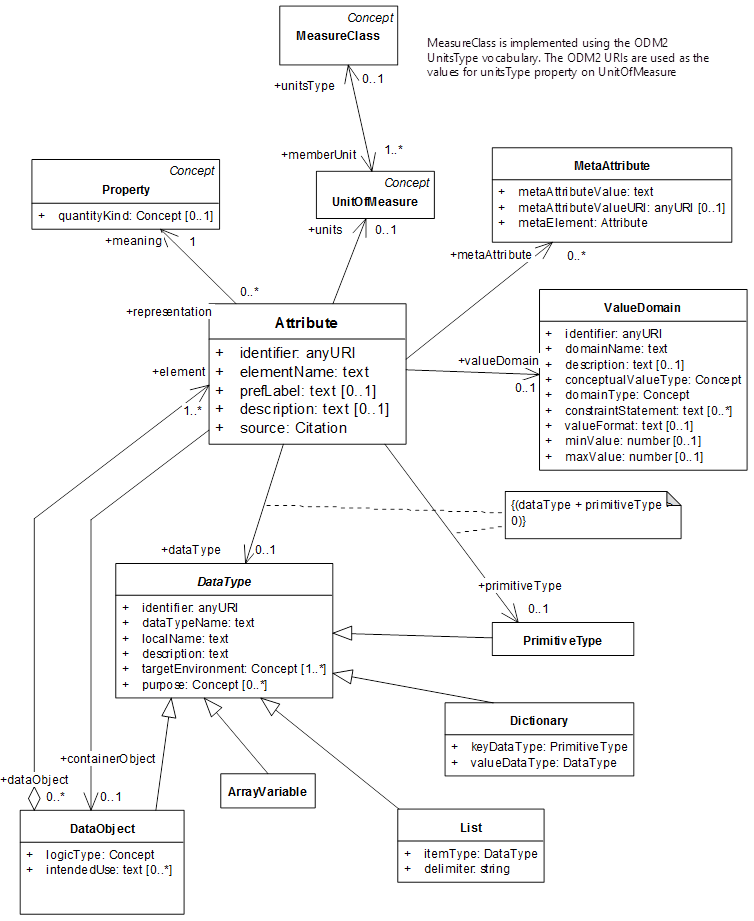 Concept
MeasureClass
MeasureClass is implemented using the ODM2
UnitsType vocabulary. The ODM2 URIs are used as the
values for unitsType property on UnitOfMeasure
+unitsType
0..1
+memberUnit
1..*
Concept
Property
+ quantityKind: Concept [0..1]
Concept
UnitOfMeasure
MetaAttribute
+ metaAttributeValue: text
+ metaAttributeValueURI: anyURI [0..1]
+ metaElement: Attribute
+meaning
1
+units
0..1
+metaAttribute
0..*
0..*
+representation
Attribute
+ identifier: anyURI
+ elementName: text
+ prefLabel: text [0..1]
+ description: text [0..1]
+ source: Citation
+valueDomain
0..1
ValueDomain
+ identifier: anyURI
+ domainName: text
+ description: text [0..1]
+ conceptualValueType: Concept
+ domainType: Concept
+ constraintStatement: text [0..*]
+ valueFormat: text [0..1]
+ minValue: number [0..1]
+ maxValue: number [0..1]
+element
1..*
{(dataType + primitiveType
0)}
+dataType
0..1
+primitiveType
0..1
DataType
+ identifier: anyURI
+ dataTypeName: text
+ localName: text
+ description: text
+ targetEnvironment: Concept [1..*]
+ purpose: Concept [0..*]
PrimitiveType
Dictionary
+ keyDataType: PrimitiveType
+ valueDataType: DataType
+containerObject
+dataObject
0..*
0..1
ArrayVariable
DataObject
+ logicType: Concept
+ intendedUse: text [0..*]
List
+ itemType: DataType
+ delimiter: string